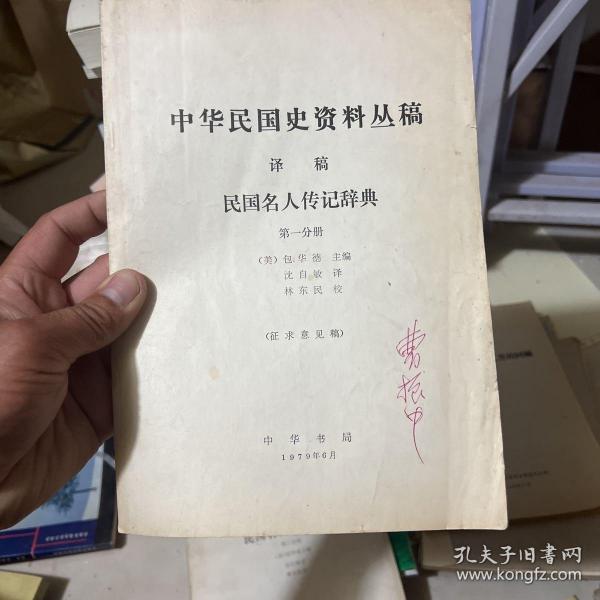 中华民国史资料丛稿
译稿
民国名人传记辞典
第一分册
（美）包华德 主编
沈自敏 译
林东民 校
（征求意见稿）
曹振中
中华书局
1979年6月
孔夫子旧书网
www.kongfz.com